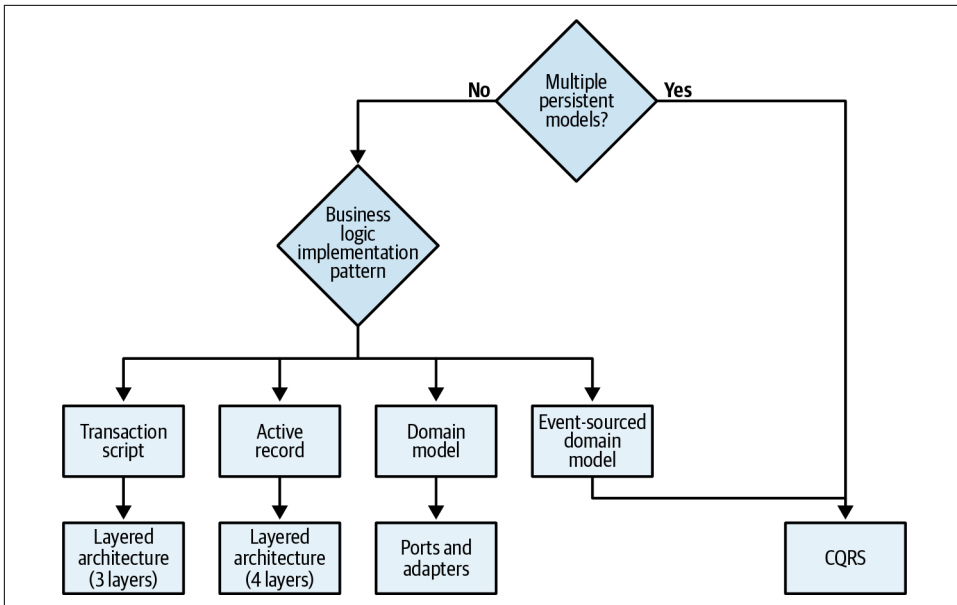 No
Multiple
persistent
models?
Yes
Business
logic
implementation
pattern
Transaction
script
Active
record
Domain
model
Event-sourced
domain
model
Layered
architecture
(3 layers)
Layered
architecture
(4 layers)
Ports and
adapters
CQRS